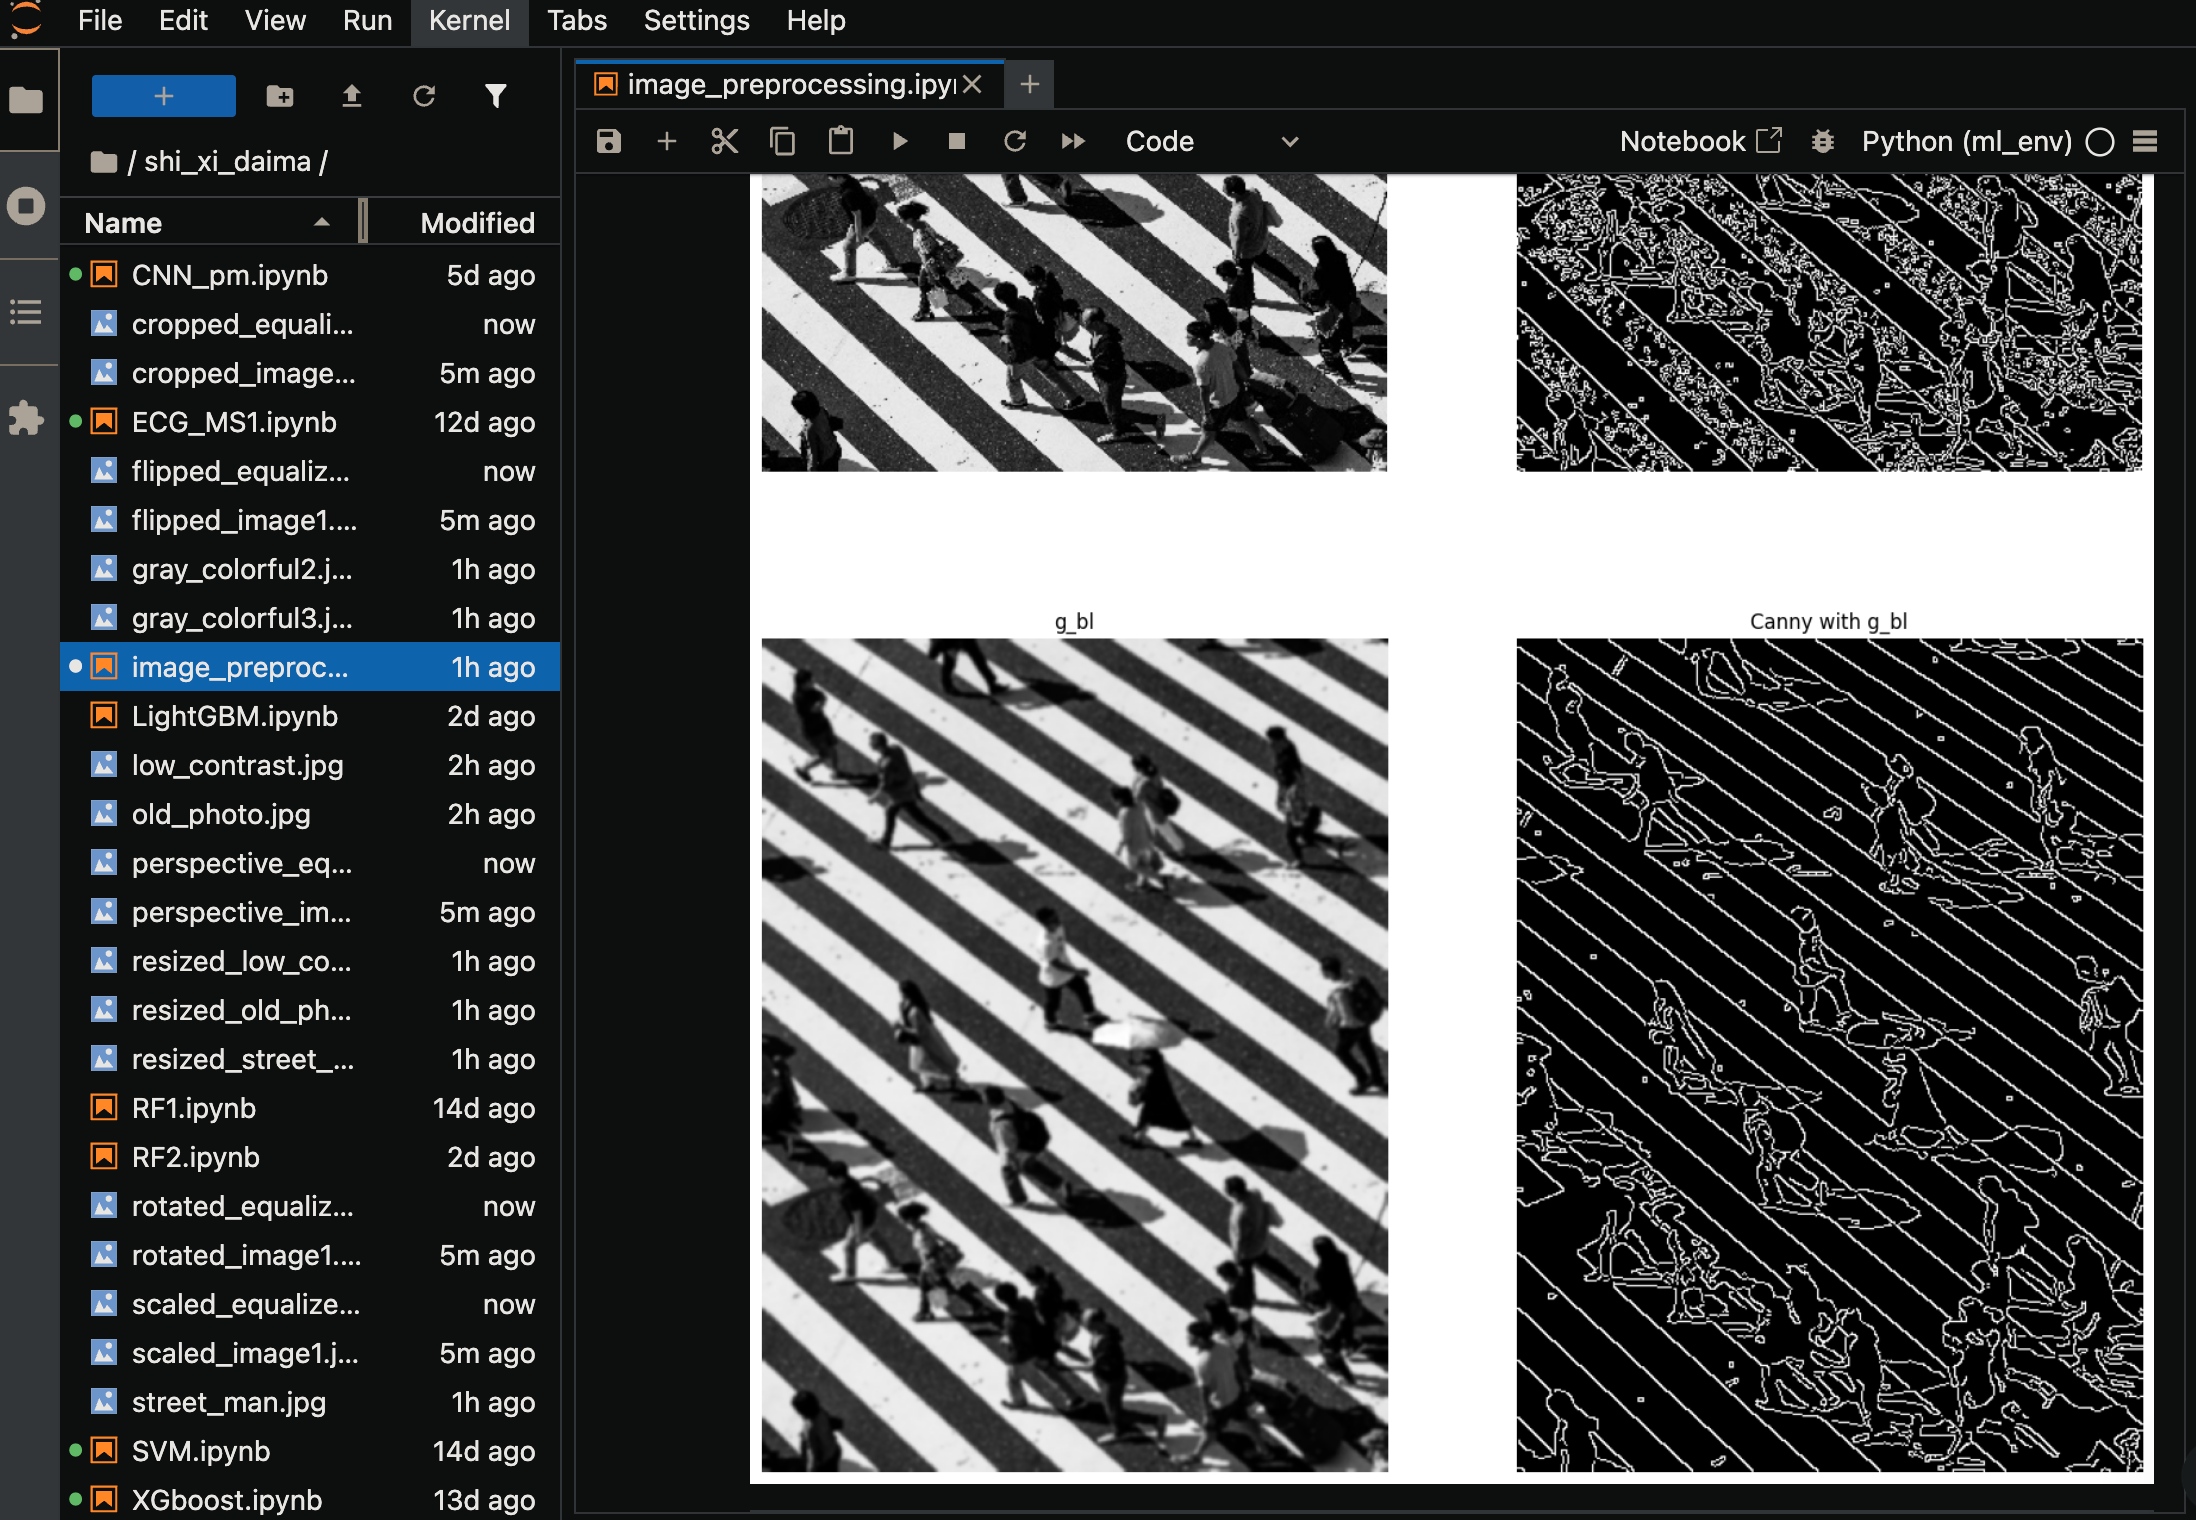 File Edit View Run Kernel Tabs Settings Help
/ shi_xi_daima /
Name Modified
CNN_pm.ipynb 5d ago
cropped_equali... now
cropped_image... 5m ago
ECG_MS1.ipynb 12d ago
flipped_equaliz... now
flipped_image1.... 5m ago
gray_colorful2.j... 1h ago
gray_colorful3.j... 1h ago
image_preproc... 1h ago
LightGBM.ipynb 2d ago
low_contrast.jpg 2h ago
old_photo.jpg 2h ago
perspective_eq... now
perspective_im... 5m ago
resized_low_co... 1h ago
resized_old_ph... 1h ago
resized_street_... 1h ago
RF1.ipynb 14d ago
RF2.ipynb 2d ago
rotated_equaliz... now
rotated_image1.... 5m ago
scaled_equalize... now
scaled_image1.j... 5m ago
street_man.jpg 1h ago
SVM.ipynb 14d ago
XGboost.ipynb 13d ago
image_preprocessing.ipyn
Code Notebook Python (ml_env)
g_bl
Canny with g_bl